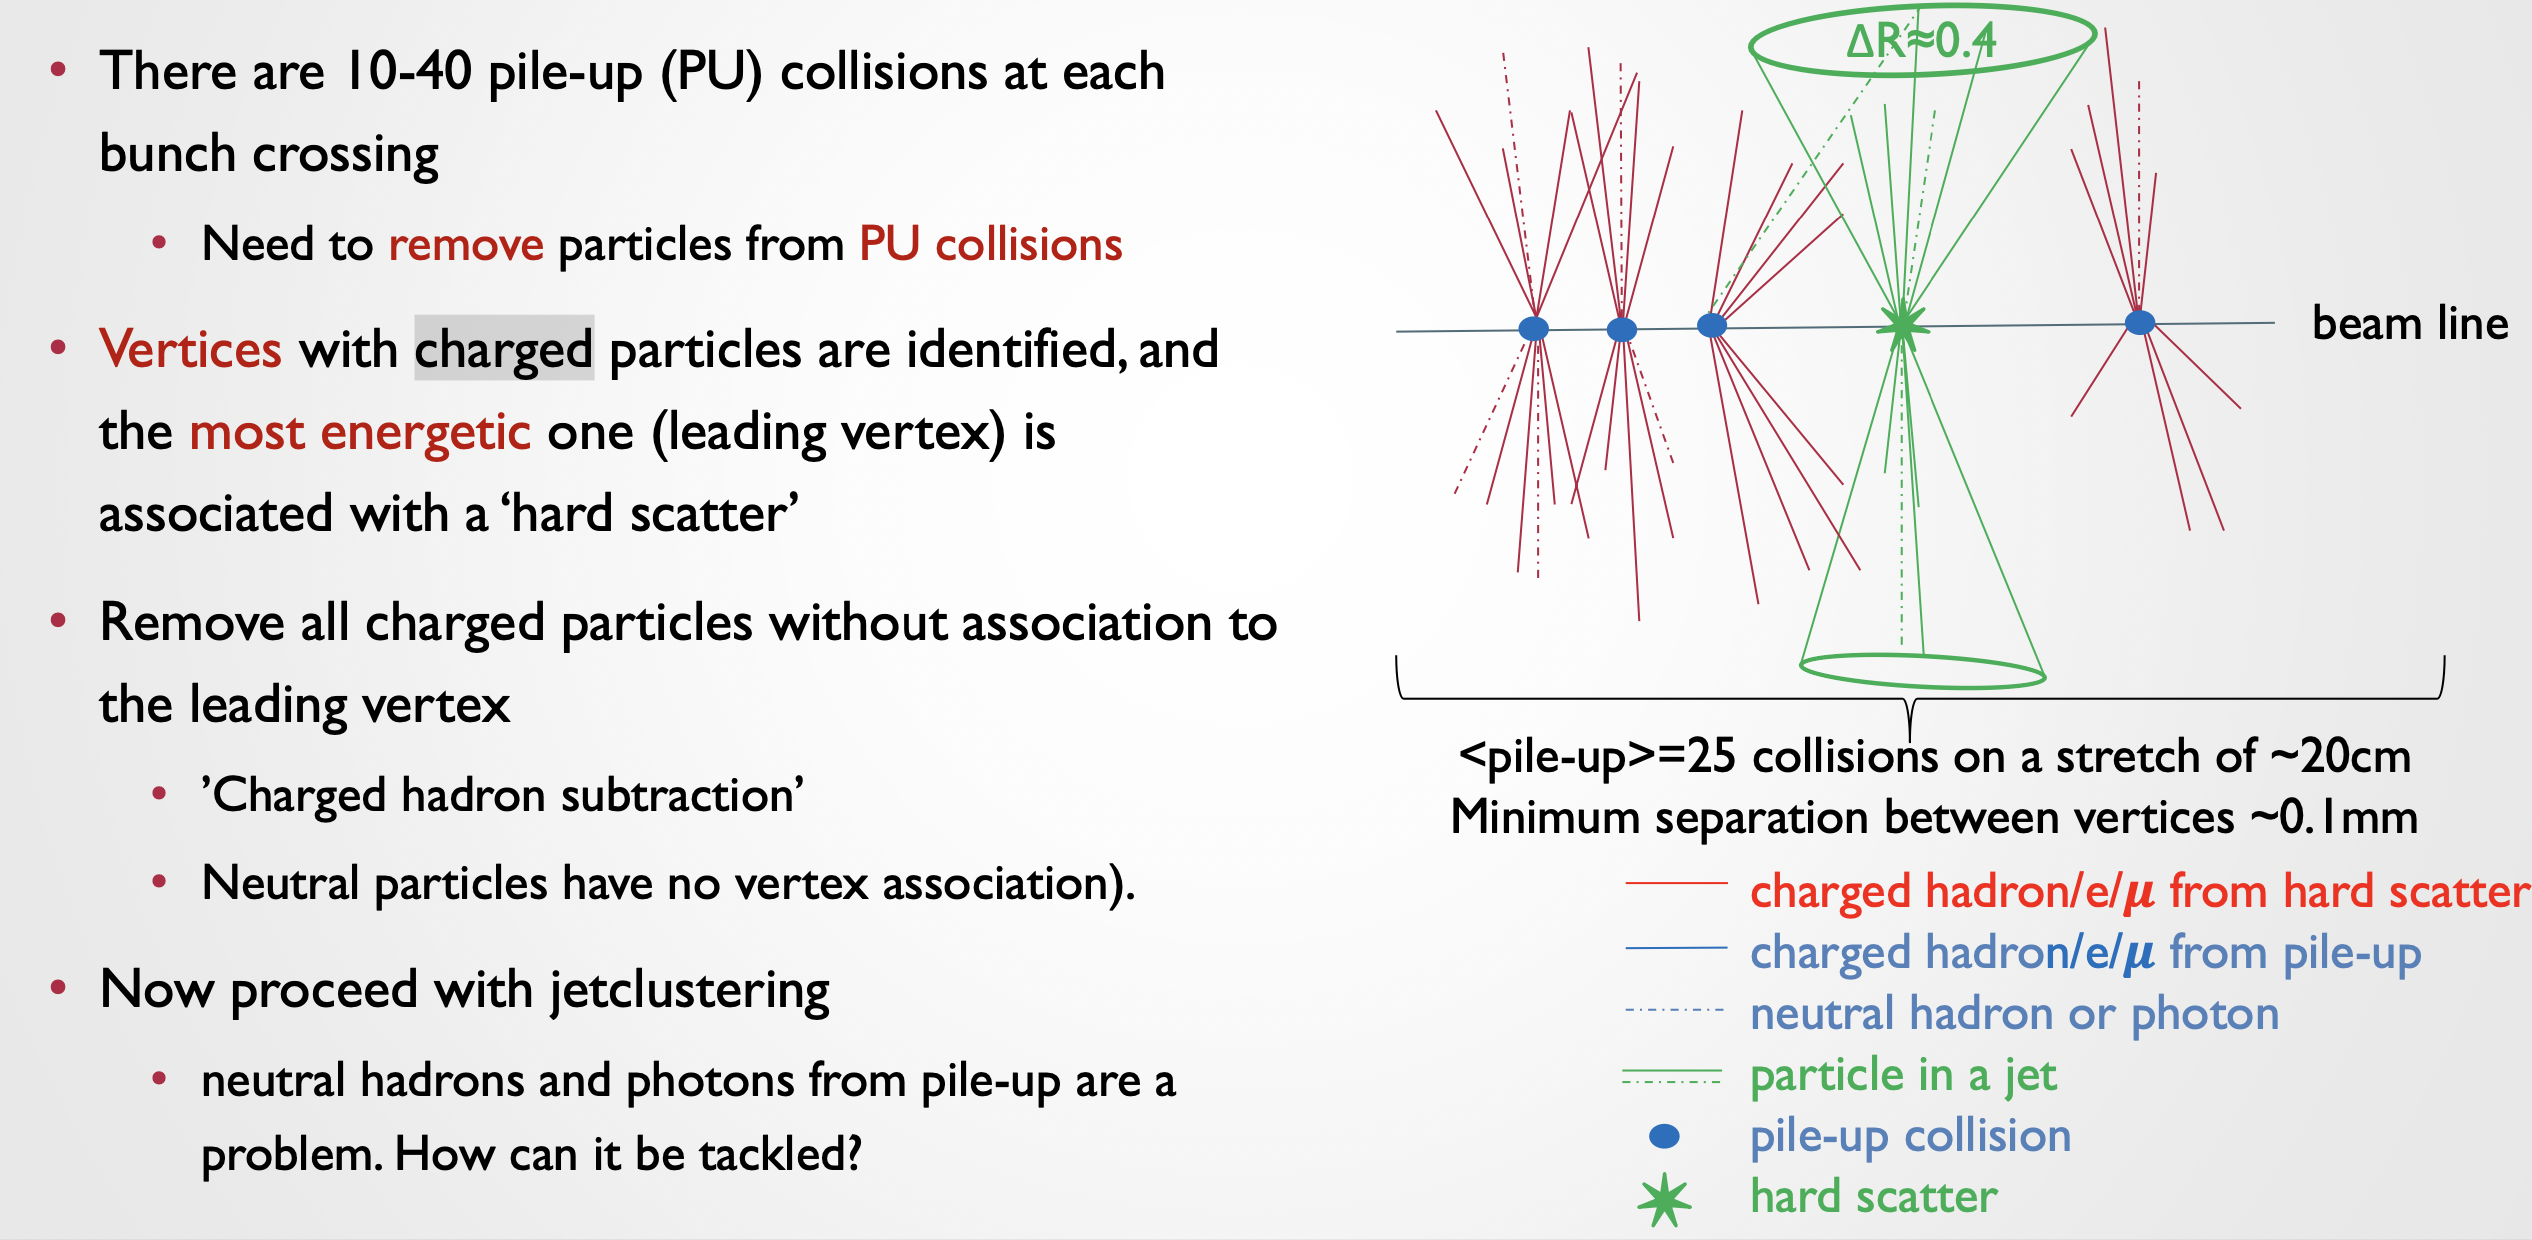 • There are 10-40 pile-up (PU) collisions at each
bunch crossing
• Need to remove particles from PU collisions
• Vertices with charged particles are identified, and
the most energetic one (leading vertex) is
associated with a ‘hard scatter’
• Remove all charged particles without association to
the leading vertex
• ’Charged hadron subtraction’
• Neutral particles have no vertex association).
• Now proceed with jetclustering
• neutral hadrons and photons from pile-up are a
problem. How can it be tackled?
ΔR≈0.4
beam line
<pile-up>=25 collisions on a stretch of ~20cm
Minimum separation between vertices ~0.1mm
charged hadron/e/μ from hard scatter
charged hadron/e/μ from pile-up
neutral hadron or photon
particle in a jet
pile-up collision
hard scatter